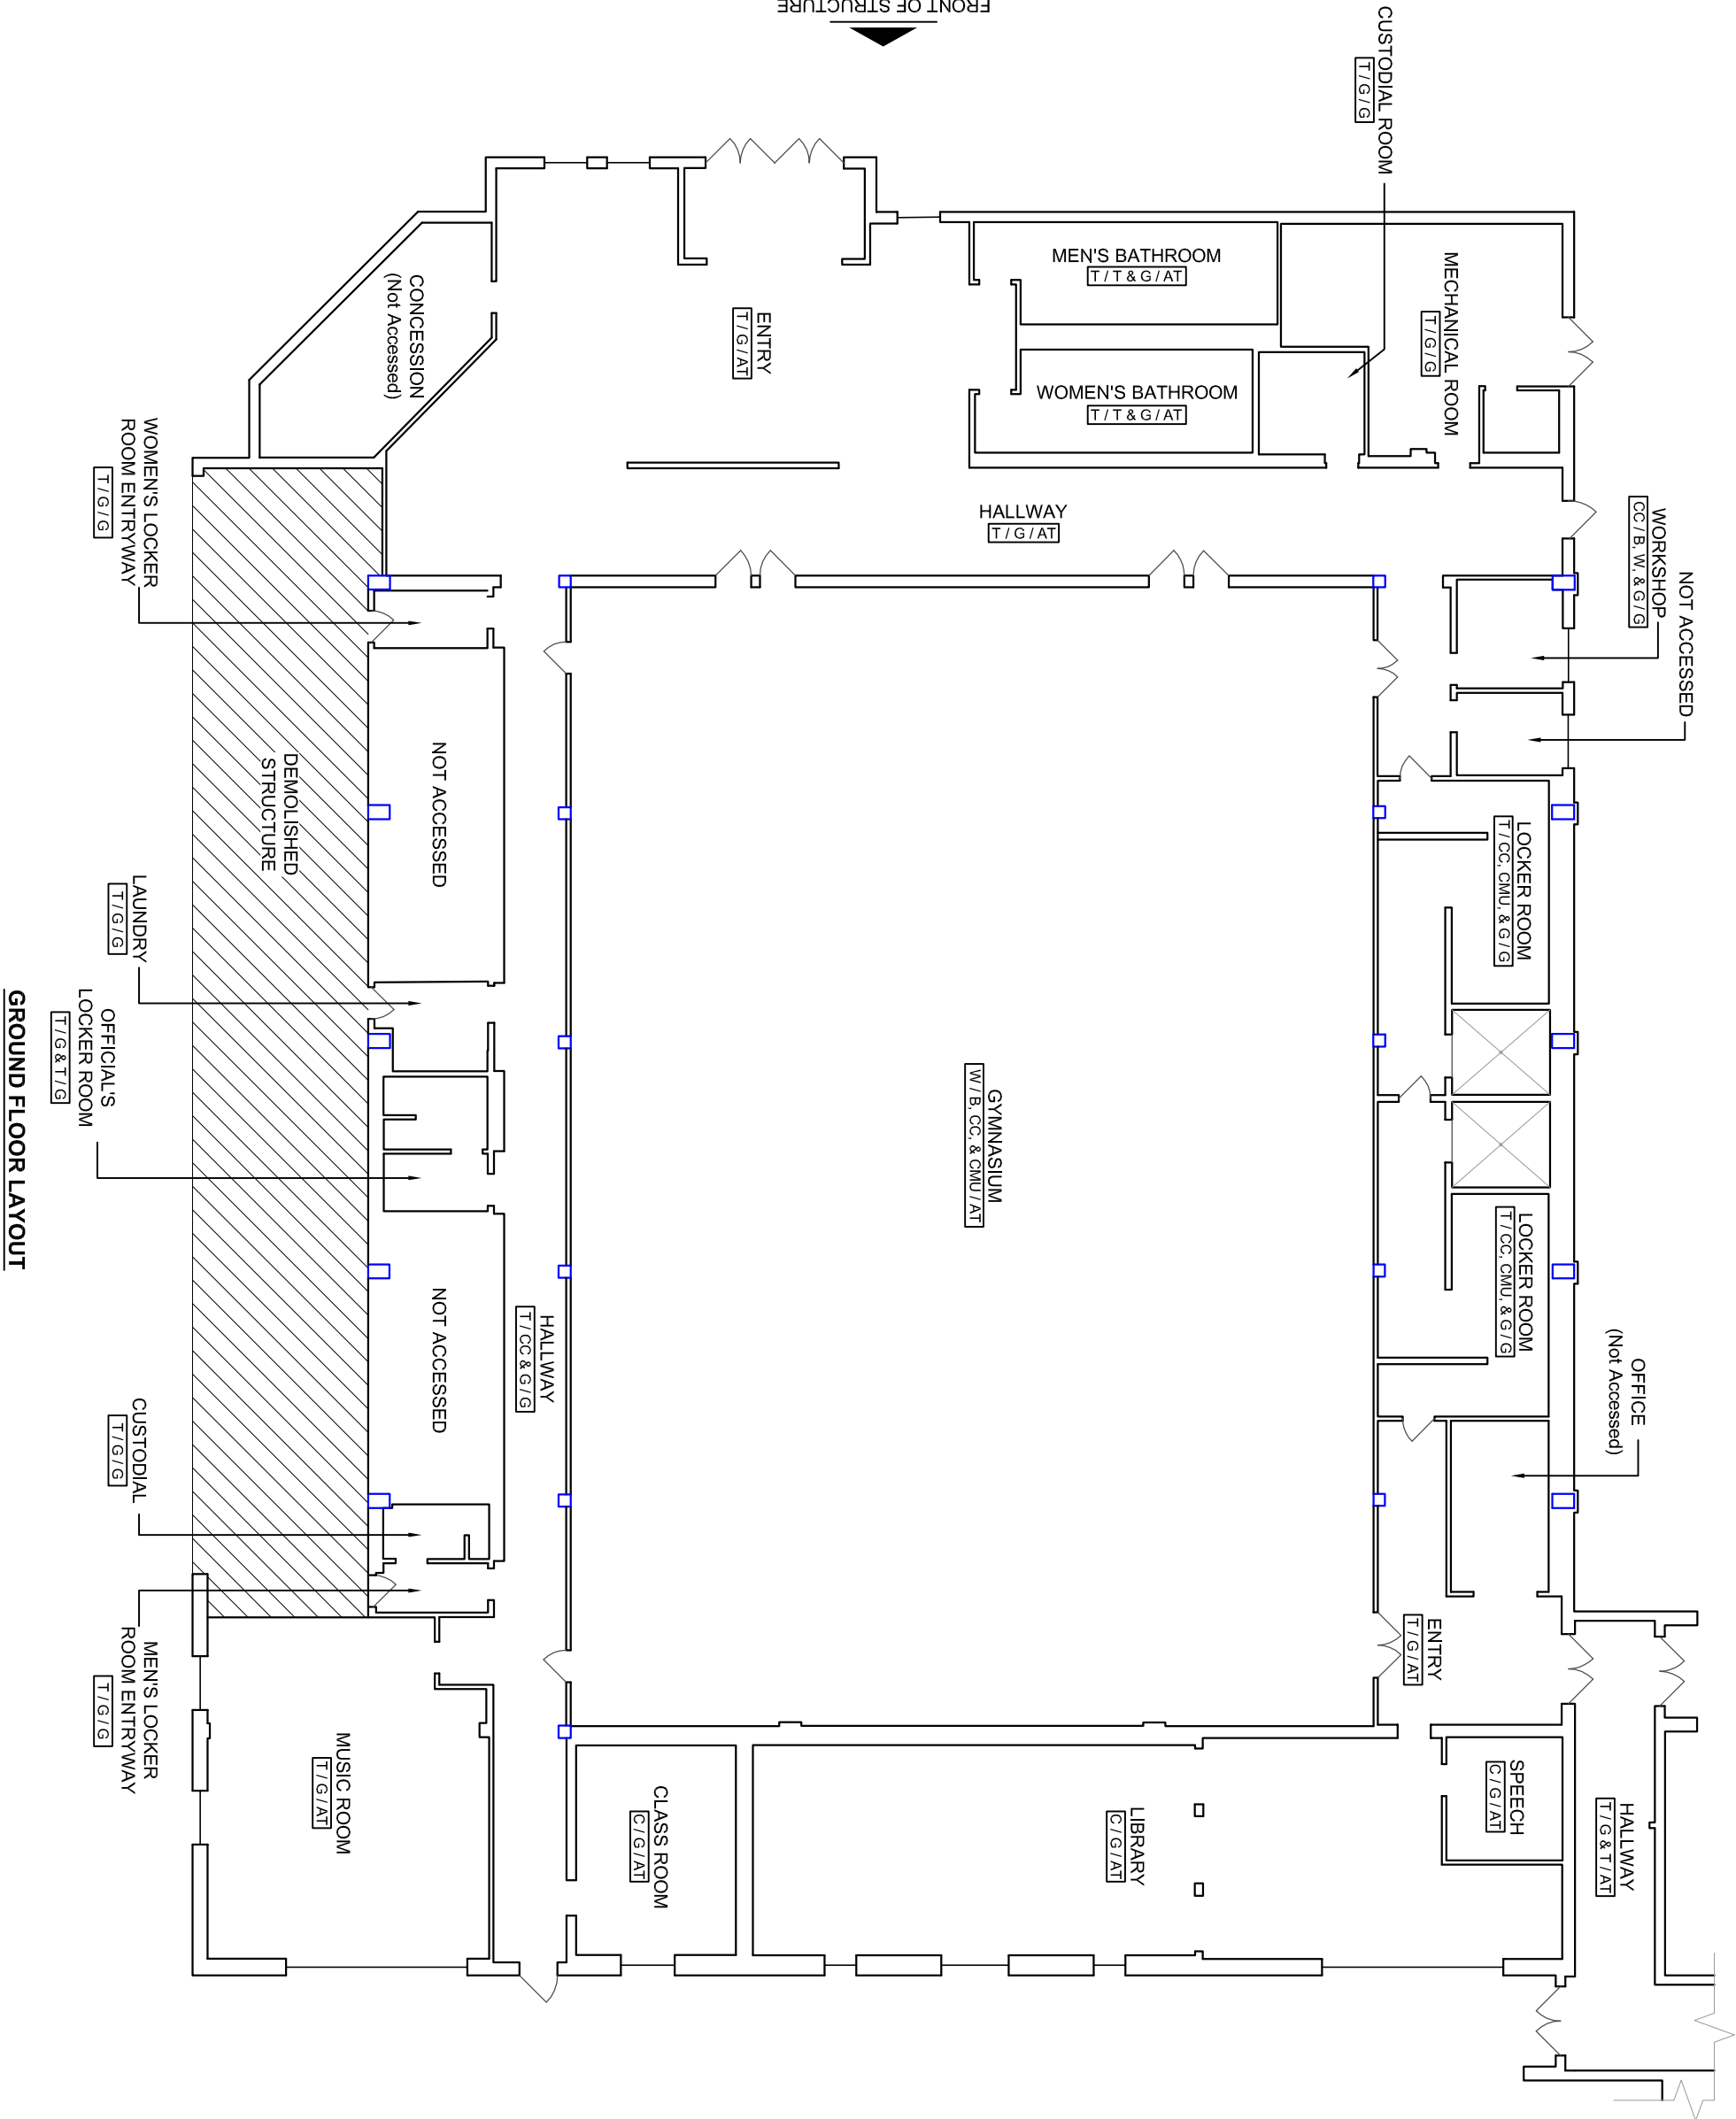 FRONT OF STRUCTURE
CUSTODIAL ROOM
T / G / G
MEN'S BATHROOM
T / T & G / AT
MECHANICAL ROOM
T / G / G
CONCESSION
(Not Accessed)
ENTRY
T / G / AT
WOMEN'S BATHROOM
T / T & G / AT
WOMEN'S LOCKER
ROOM ENTRYWAY
T / G / G
HALLWAY
T / G / AT
WORKSHOP
CC / B, W, & G / G
NOT ACCESSED
DEMOLISHED
STRUCTURE
NOT ACCESSED
LOCKER ROOM
T / CC, CMU, & G / G
LAUNDRY
T / G / G
OFFICIAL'S
LOCKER ROOM
T / G & T / G
GYMNASIUM
W / B, CC, & CMU / AT
LOCKER ROOM
T / CC, CMU, & G / G
NOT ACCESSED
HALLWAY
T / CC & G / G
OFFICE
(Not Accessed)
CUSTODIAL
T / G / G
MEN'S LOCKER
ROOM ENTRYWAY
T / G / G
ENTRY
T / G / AT
MUSIC ROOM
T / G / AT
CLASS ROOM
C / G / AT
LIBRARY
C / G / AT
SPEECH
C / G / AT
HALLWAY
T / G & T / AT
GROUND FLOOR LAYOUT